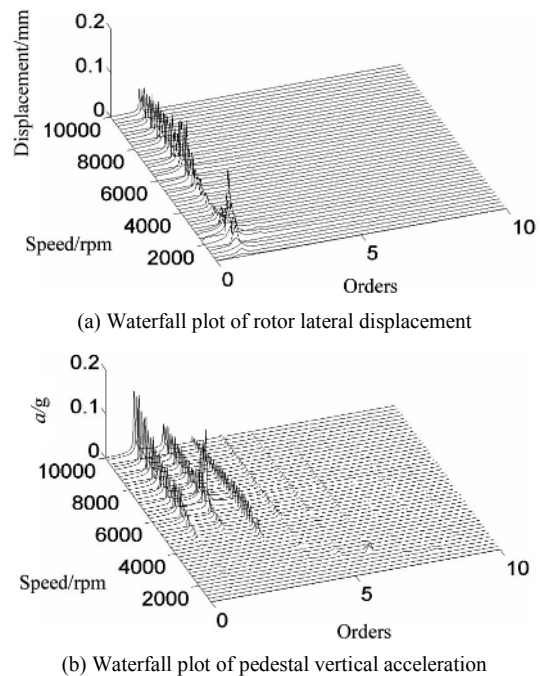 Displacement/mm
0.2
0.1
0
10000
8000
6000
4000
2000
Speed/rpm
0
5
10
Orders
(a) Waterfall plot of rotor lateral displacement
a/g
0.2
0.1
0
10000
8000
6000
4000
2000
Speed/rpm
0
5
10
Orders
(b) Waterfall plot of pedestal vertical acceleration